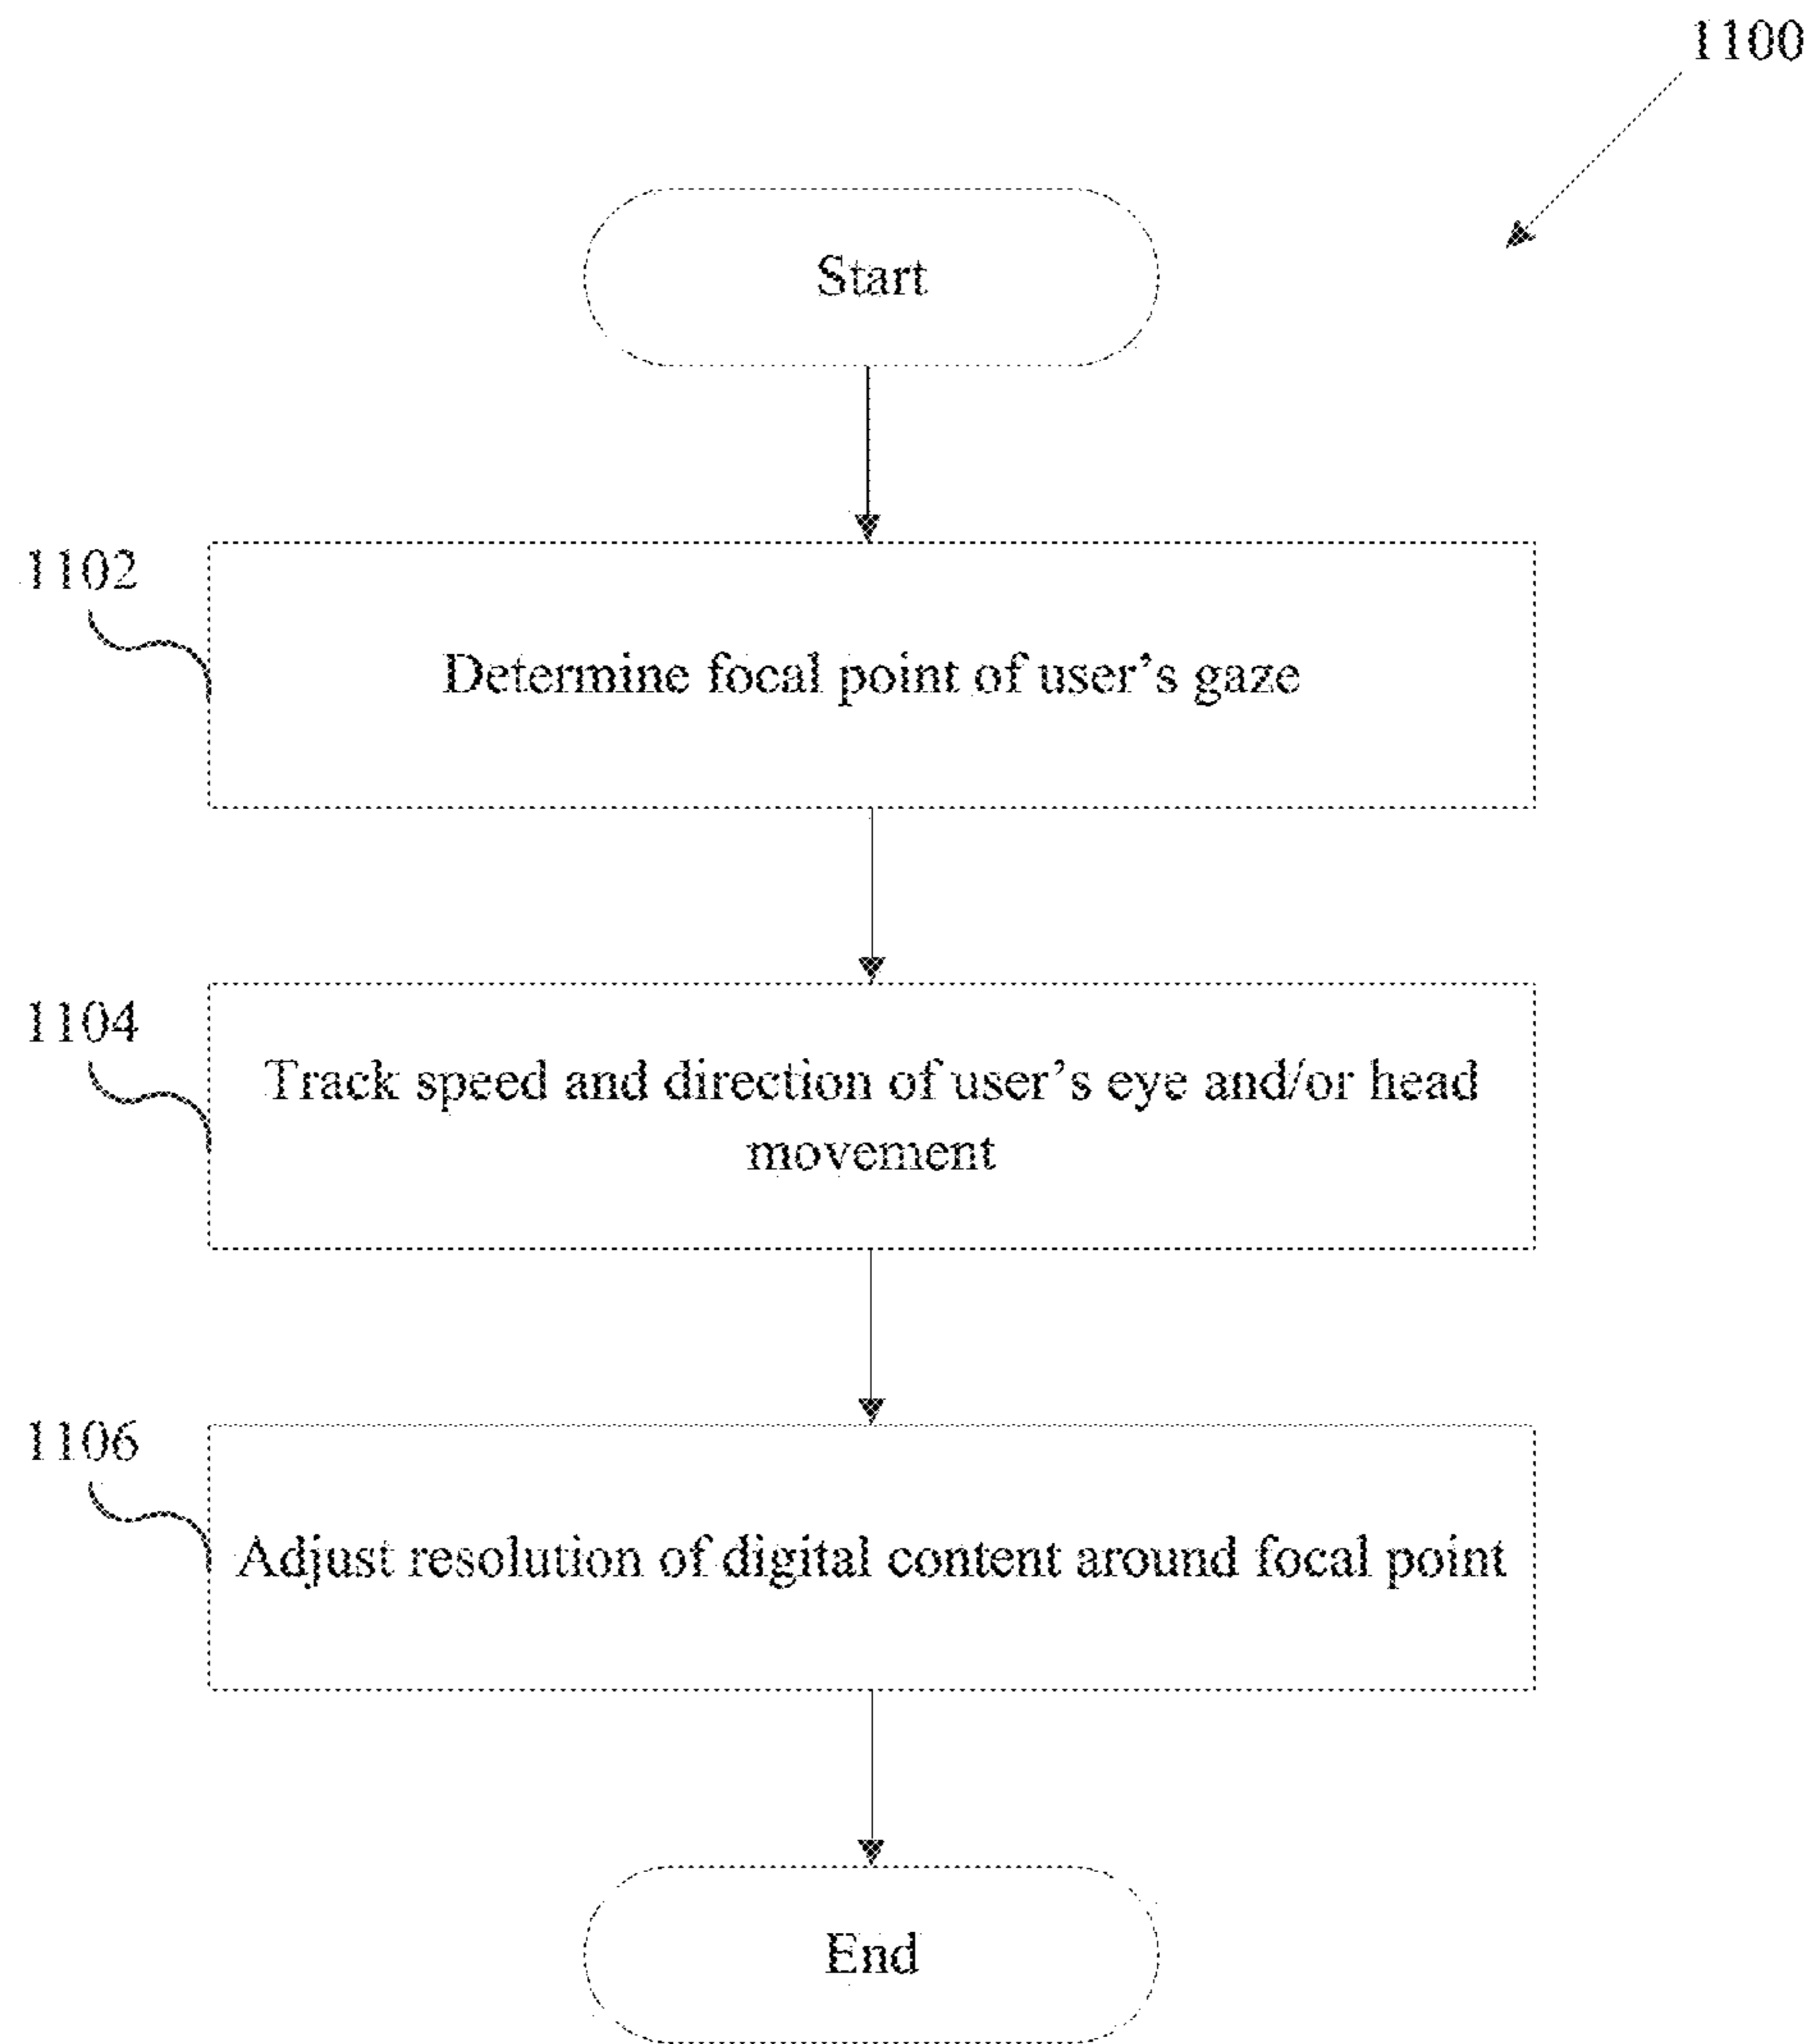 1100
Start
1102
Determine focal point of user's gaze
1104
Track speed and direction of user's eye and/or head
movement
1106
Adjust resolution of digital content around focal point
End